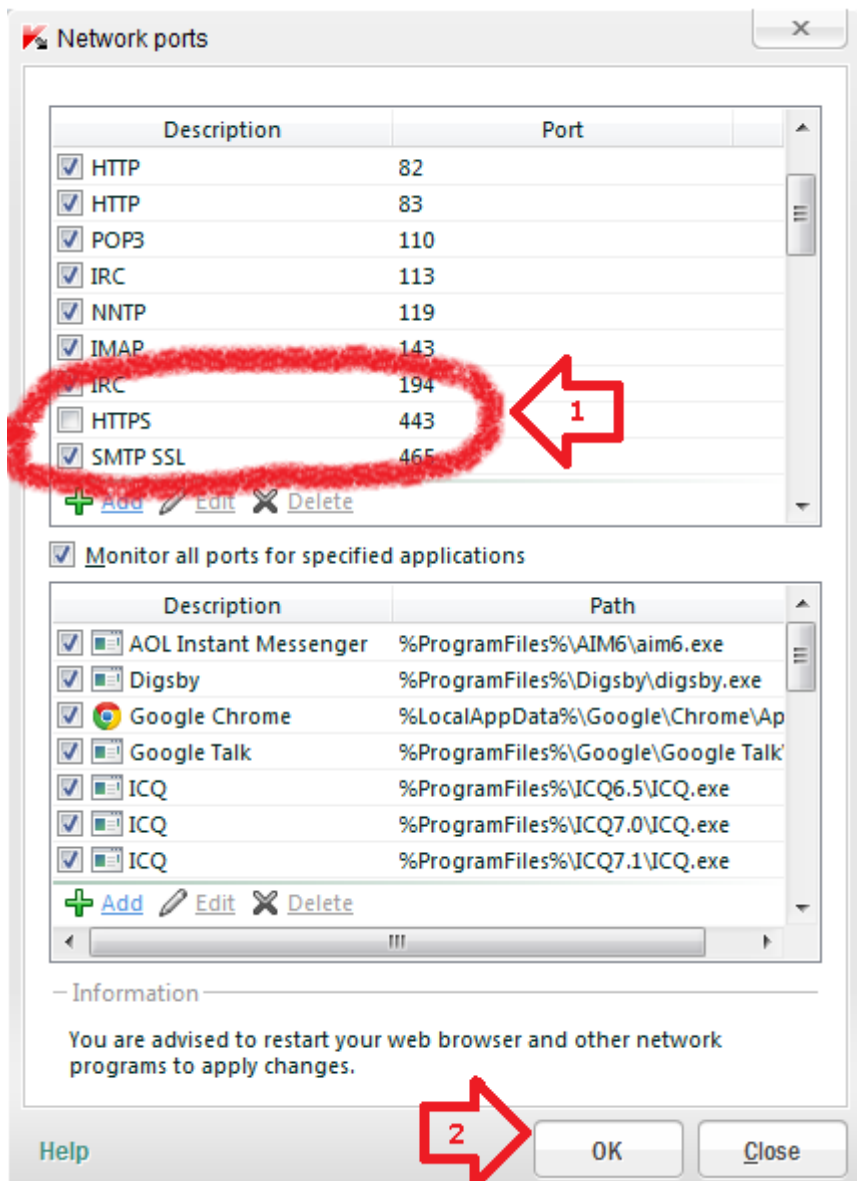 Network ports
Description Port
HTTP 82
HTTP 83
POP3 110
IRC 113
NNTP 119
IMAP 143
IRC 194
HTTPS 443
SMTP SSL 465
Add Edit Delete
1
Monitor all ports for specified applications
Description Path
AOL Instant Messenger %ProgramFiles%\AIM6\aim6.exe
Digsby %ProgramFiles%\Digsby\digsby.exe
Google Chrome %LocalAppData%\Google\Chrome\Ap
Google Talk %ProgramFiles%\Google\Google Talk\
ICQ %ProgramFiles%\ICQ6.5\ICQ.exe
ICQ %ProgramFiles%\ICQ7.0\ICQ.exe
ICQ %ProgramFiles%\ICQ7.1\ICQ.exe
Add Edit Delete
Information
You are advised to restart your web browser and other network
programs to apply changes.
Help 2 OK Close